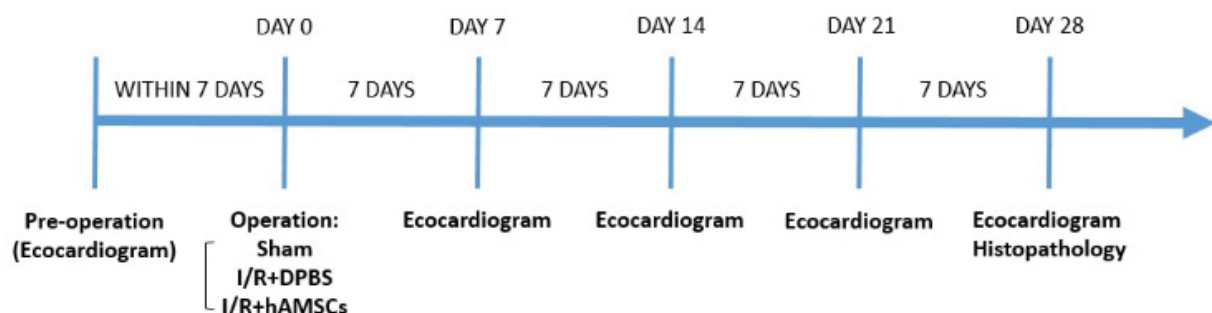 DAY 0 DAY 7 DAY 14 DAY 21 DAY 28
WITHIN 7 DAYS 7 DAYS 7 DAYS 7 DAYS 7 DAYS
Pre-operation Operation: Ecocardiogram Ecocardiogram Ecocardiogram Ecocardiogram
(Ecocardiogram) Sham Histopathology
I/R+DPBS
I/R+hAMSCs